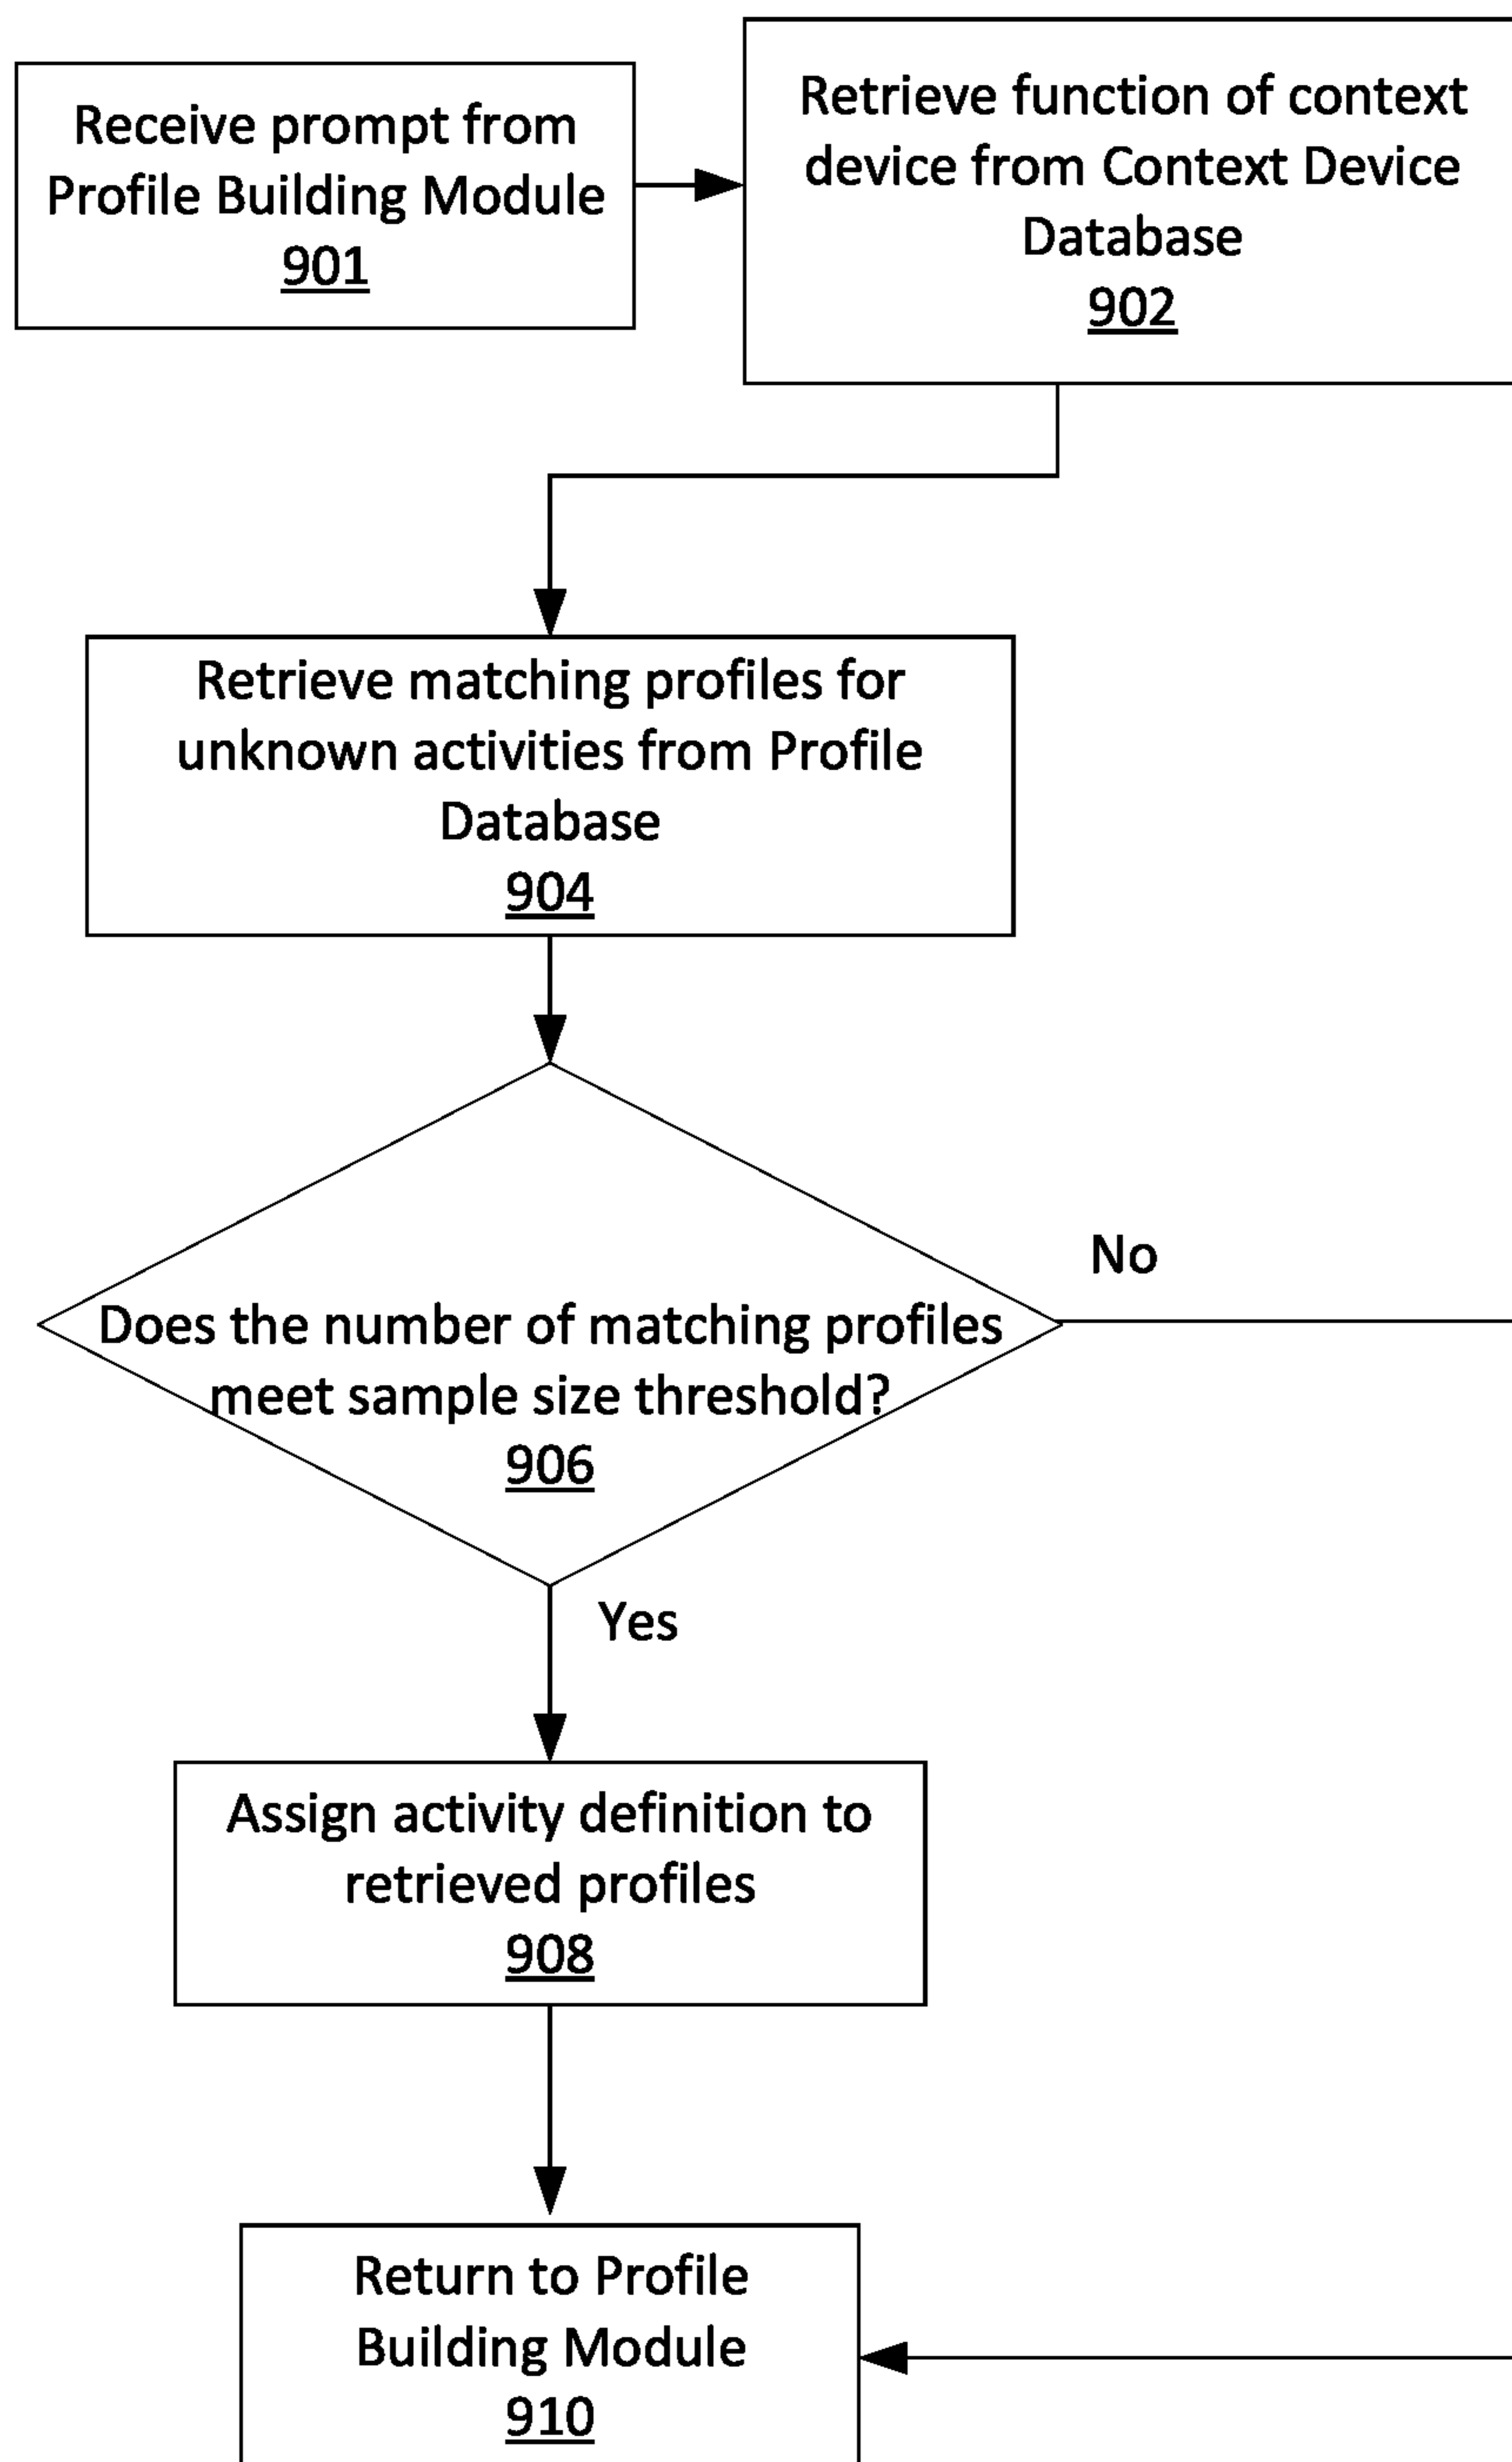 Receive prompt from
Profile Building Module
901
Retrieve function of context
device from Context Device
Database
902
Retrieve matching profiles for
unknown activities from Profile
Database
904
Does the number of matching profiles
meet sample size threshold?
906
No
Yes
Assign activity definition to
retrieved profiles
908
Return to Profile
Building Module
910